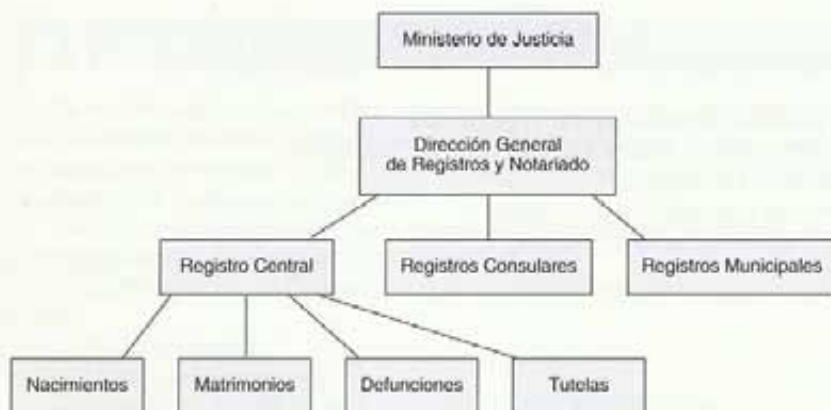 Ministerio de Justicia
Dirección General
de Registros y Notariado
Registro Central
Registros Consulares
Registros Municipales
Nacimientos
Matrimonios
Defunciones
Tutelas